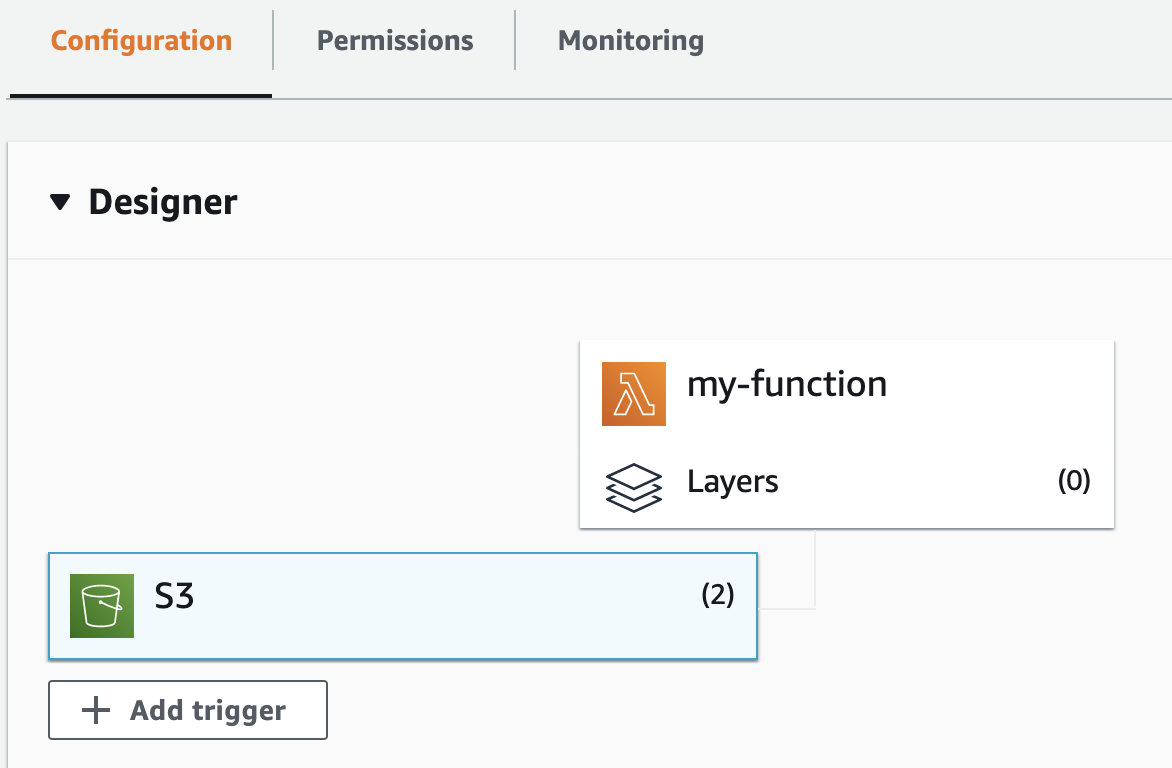 Configuration
Permissions
Monitoring
Designer
my-function
Layers (0)
S3 (2)
Add trigger